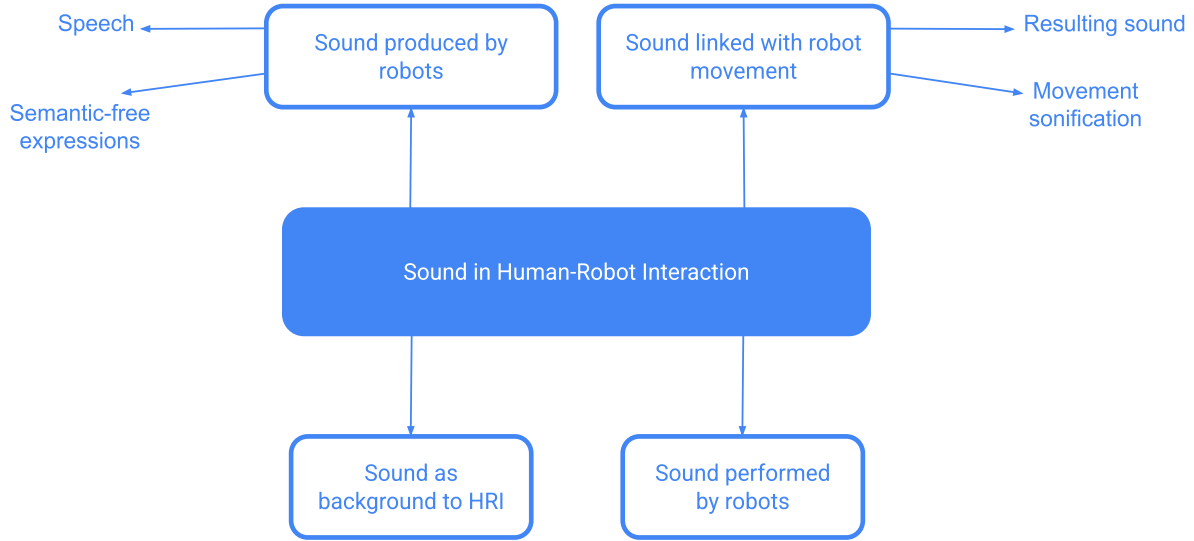 Speech
Semantic-free
expressions
Sound produced by
robots
Sound linked with robot
movement
Resulting sound
Movement
sonification
Sound in Human-Robot Interaction
Sound as
background to HRI
Sound performed
by robots